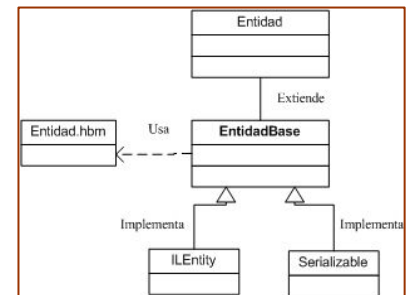 Entidad
Extiende
Entidad.hbm
Usa
EntidadBase
Implementa
Implementa
ILEntity
Serializable